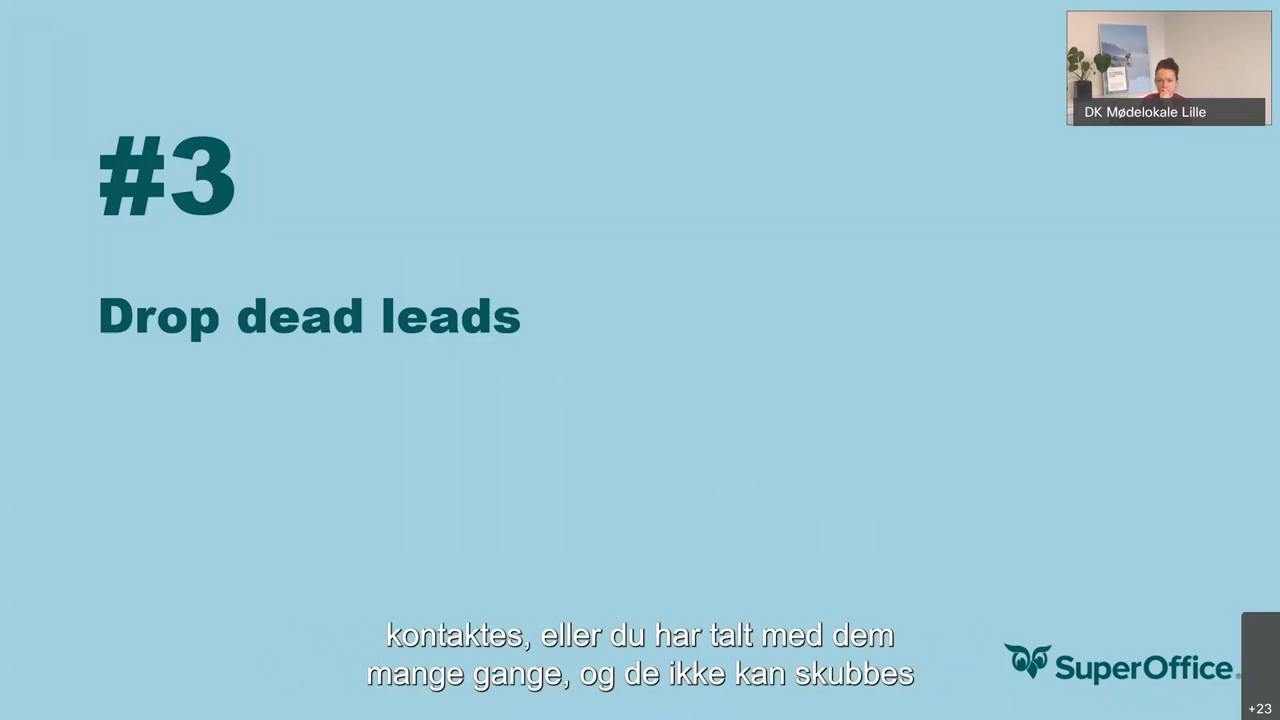 DK Mødelokale Lille
#3
Drop dead leads
kontaktes, eller du har talt med dem
mange gange, og de ikke kan skubbes
SuperOffice
+23